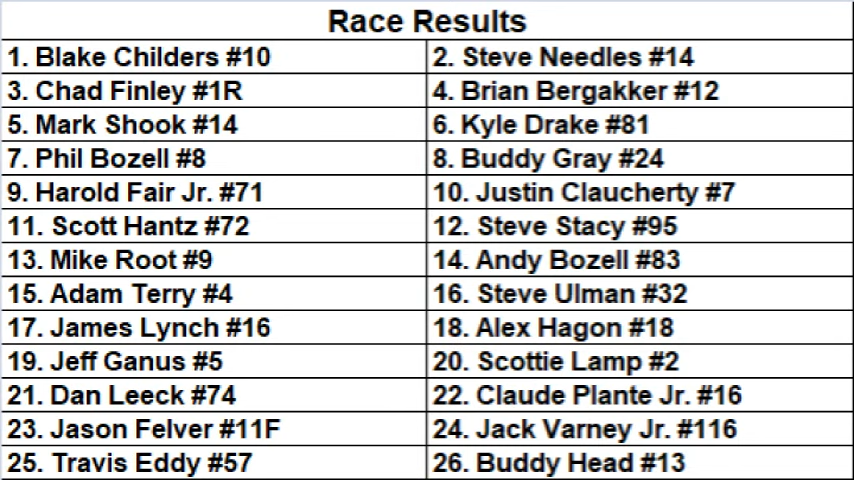 Race Results
1. Blake Childers #10
2. Steve Needles #14
3. Chad Finley #1R
4. Brian Bergakker #12
5. Mark Shook #14
6. Kyle Drake #81
7. Phil Bozell #8
8. Buddy Gray #24
9. Harold Fair Jr. #71
10. Justin Claucherty #7
11. Scott Hantz #72
12. Steve Stacy #95
13. Mike Root #9
14. Andy Bozell #83
15. Adam Terry #4
16. Steve Ulman #32
17. James Lynch #16
18. Alex Hagon #18
19. Jeff Ganus #5
20. Scottie Lamp #2
21. Dan Leeck #74
22. Claude Plante Jr. #16
23. Jason Felver #11F
24. Jack Varney Jr. #116
25. Travis Eddy #57
26. Buddy Head #13